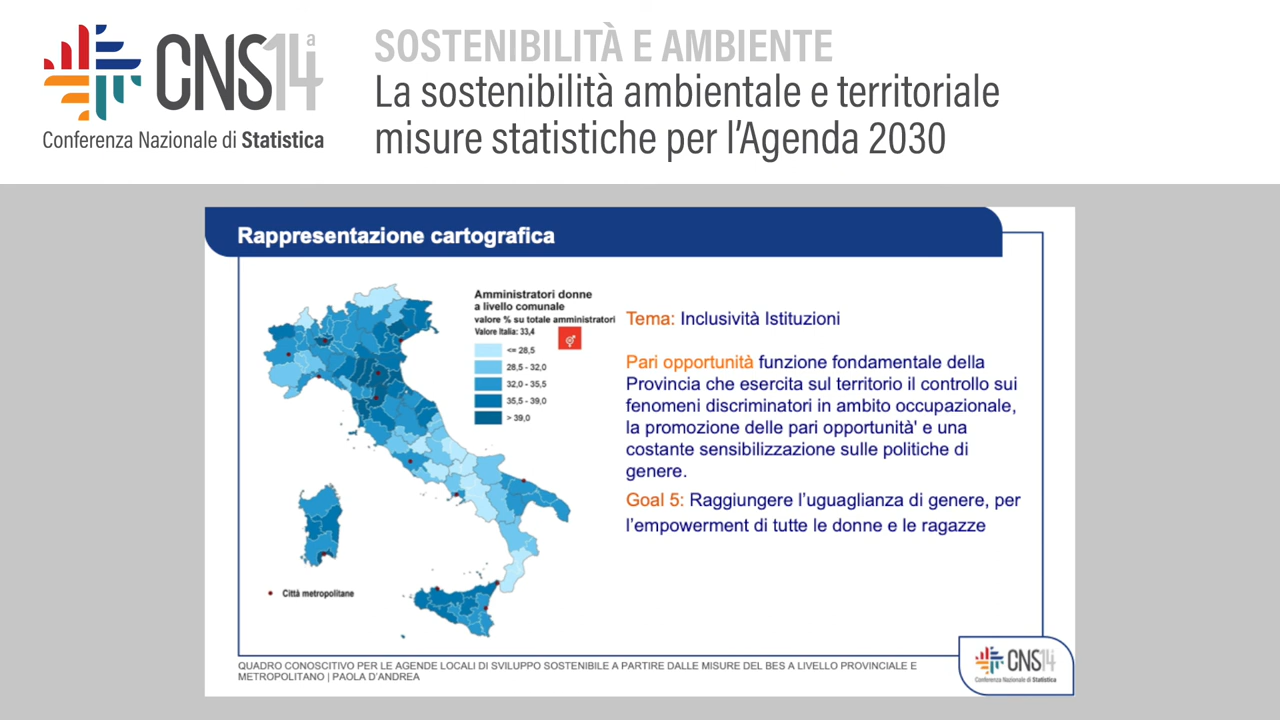 CNS14a
Conferenza Nazionale di Statistica
SOSTENIBILITÀ E AMBIENTE
La sostenibilità ambientale e territoriale
misure statistiche per l'Agenda 2030
Rappresentazione cartografica
Amministratori donne
a livello comunale
valore % su totale amministratori
Valore Italia: 33,4
<= 28,5
28,5 - 32,0
32,0 - 35,5
35,5 - 39,0
> 39,0
Città metropolitane
Tema: Inclusività Istituzioni
Pari opportunità funzione fondamentale della
Provincia che esercita sul territorio il controllo sui
fenomeni discriminatori in ambito occupazionale,
la promozione delle pari opportunità' e una
costante sensibilizzazione sulle politiche di
genere.
Goal 5: Raggiungere l'uguaglianza di genere, per
l'empowerment di tutte le donne e le ragazze
QUADRO CONOSCITIVO PER LE AGENDE LOCALI DI SVILUPPO SOSTENIBILE A PARTIRE DALLE MISURE DEL BES A LIVELLO PROVINCIALE E
METROPOLITANO | PAOLA D'ANDREA
CNS14
Conferenza Nazionale di Statistica